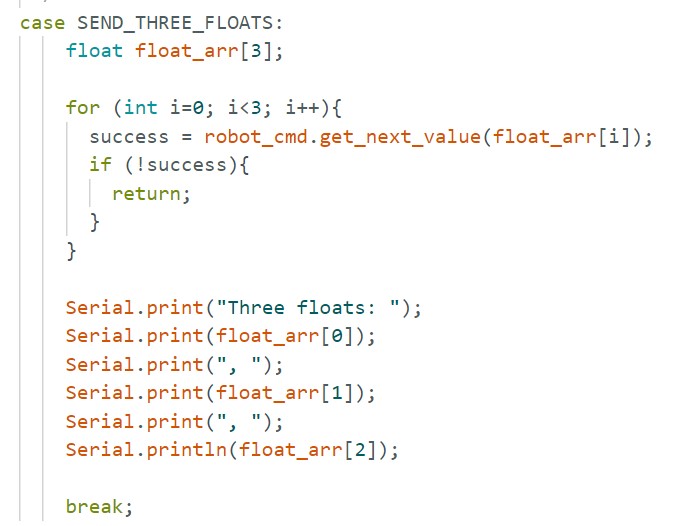 case SEND_THREE_FLOATS:
float float_arr[3];
for (int i=0; i<3; i++){
success = robot_cmd.get_next_value(float_arr[i]);
if (!success){
return;
}
}
Serial.print("Three floats: ");
Serial.print(float_arr[0]);
Serial.print(", ");
Serial.print(float_arr[1]);
Serial.print(", ");
Serial.println(float_arr[2]);
break;